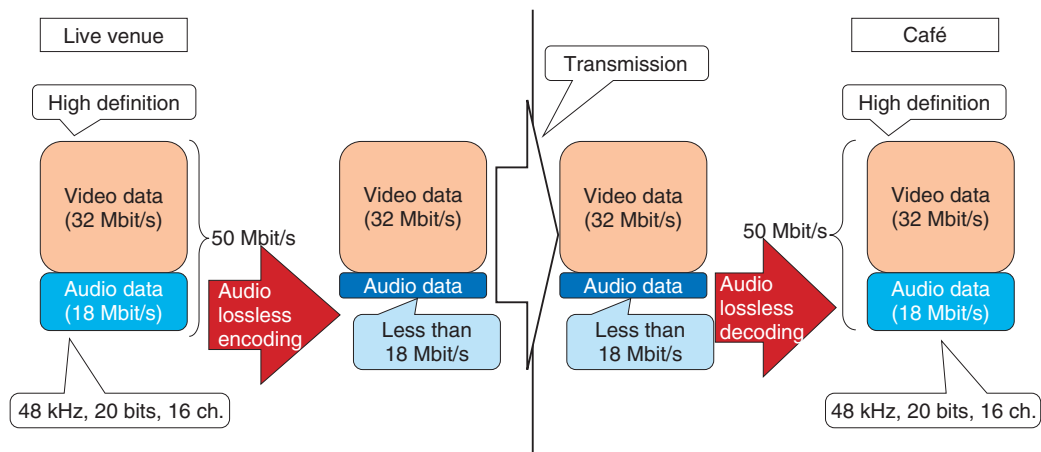 Live venue
Café
Transmission
High definition
High definition
Video data
(32 Mbit/s)
Video data
(32 Mbit/s)
Video data
(32 Mbit/s)
Video data
(32 Mbit/s)
50 Mbit/s
50 Mbit/s
Audio data
(18 Mbit/s)
Audio
lossless
encoding
Audio data
Less than
18 Mbit/s
Audio data
Less than
18 Mbit/s
Audio
lossless
decoding
Audio data
(18 Mbit/s)
48 kHz, 20 bits, 16 ch.
48 kHz, 20 bits, 16 ch.